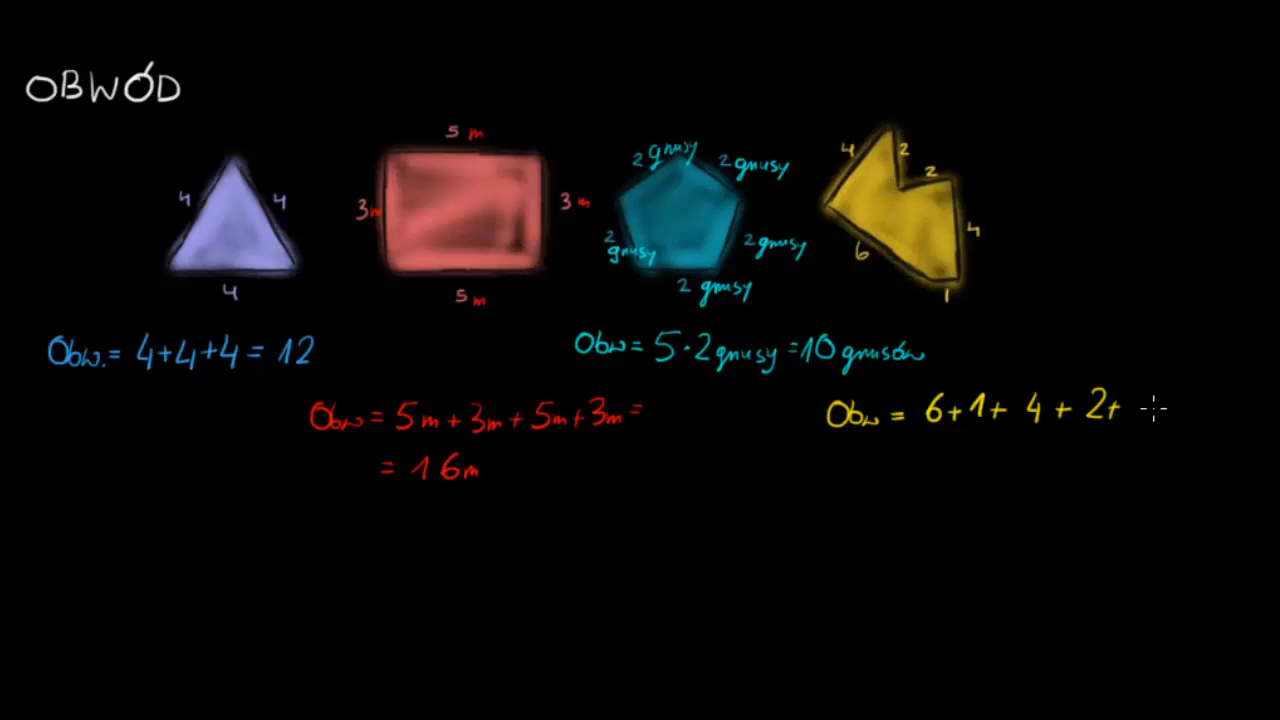 OBWÓD
5 m
3m
3 m
5 m
4
4
4
2 gnusy
2 gnusy
2 gnusy
2 gnusy
2 gnusy
4
2
2
4
6
1
Obw. = 4+4+4 = 12
Obw = 5m + 3m + 5m + 3m =
= 16m
Obw = 5·2 gnusy = 10 gnusów
Obw = 6+1+ 4 + 2+